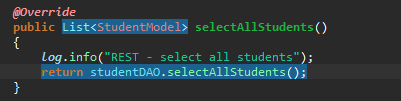 @Override
public List<StudentModel> selectAllStudents()
{
log.info("REST - select all students");
return studentDAO.selectAllStudents();
}